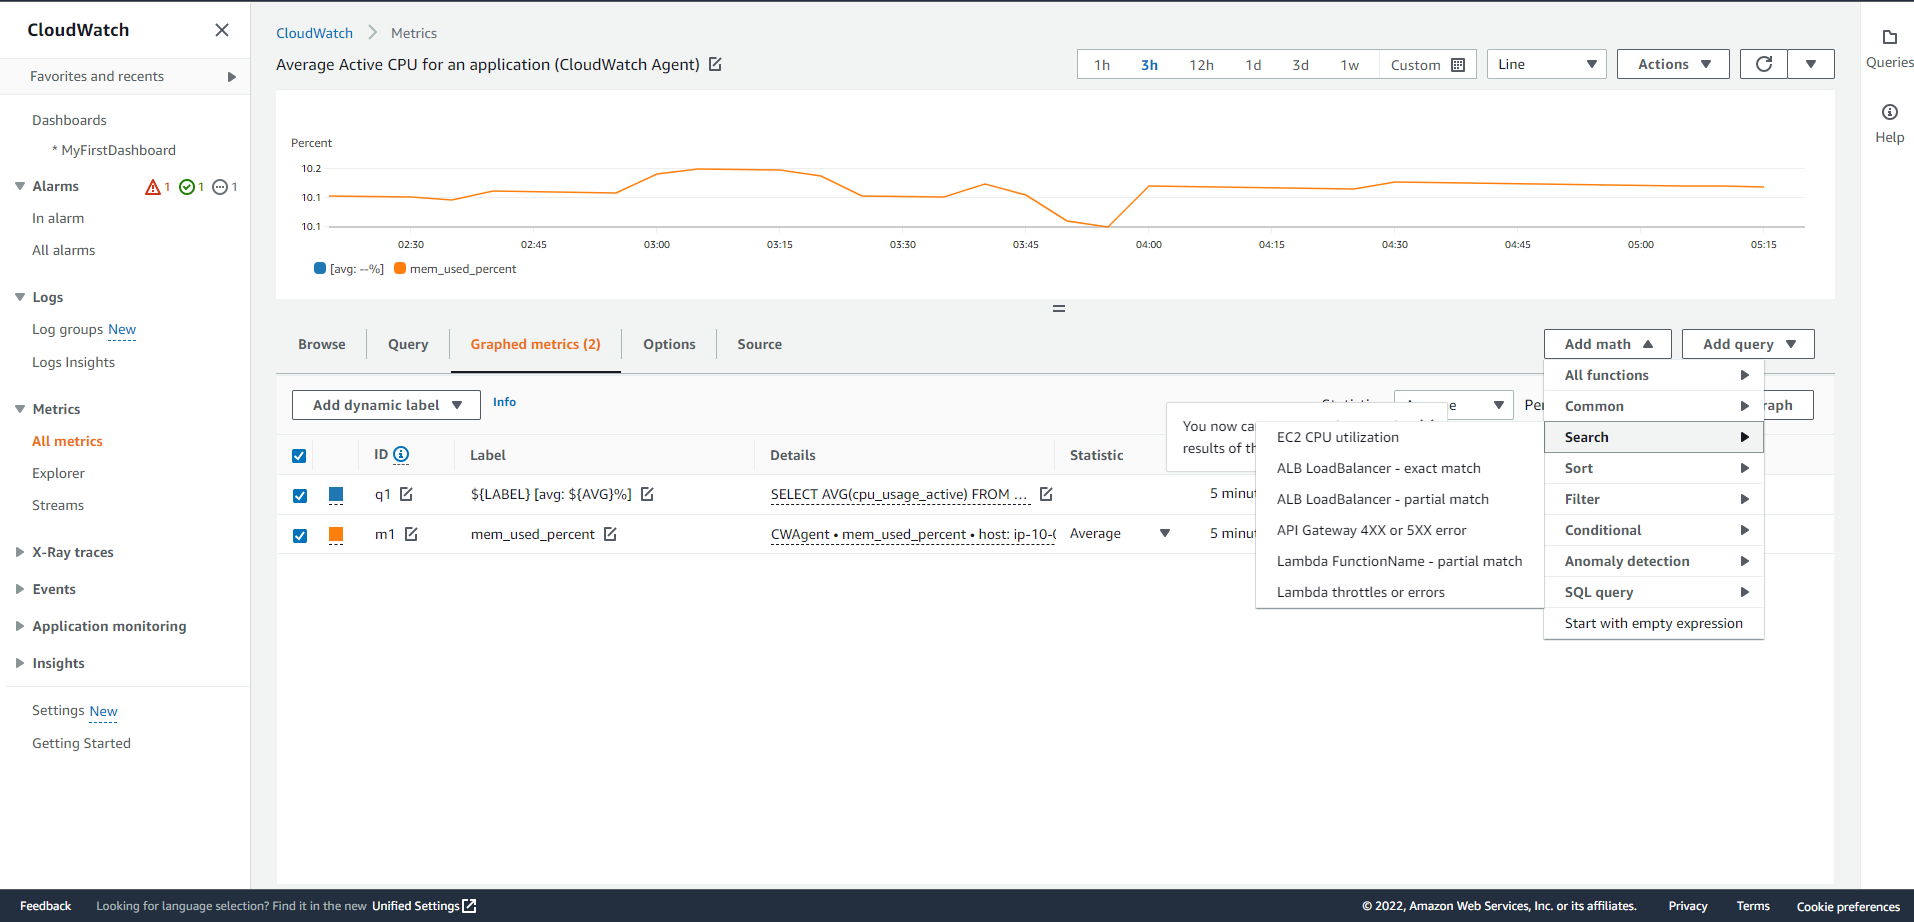 CloudWatch
Favorites and recents
Dashboards
* MyFirstDashboard
Alarms 1 1 1
In alarm
All alarms
Logs
Log groups New
Logs Insights
Metrics
All metrics
Explorer
Streams
X-Ray traces
Events
Application monitoring
Insights
Settings New
Getting Started
CloudWatch Metrics
Average Active CPU for an application (CloudWatch Agent)
1h 3h 12h 1d 3d 1w Custom
Line
Actions
Percent
10.2
10.1
10.1
02:30 02:45 03:00 03:15 03:30 03:45 04:00 04:15 04:30 04:45 05:00 05:15
[avg: --%] mem_used_percent
Browse Query Graphed metrics (2) Options Source
Add math Add query
Add dynamic label Info
ID Label Details Statistic
q1 ${LABEL} [avg: ${AVG}%] SELECT AVG(cpu_usage_active) FROM ... 5 minu
m1 mem_used_percent CWAgent • mem_used_percent • host: ip-10-0 Average 5 minu
You now ca
results of th
EC2 CPU utilization
ALB LoadBalancer - exact match
ALB LoadBalancer - partial match
API Gateway 4XX or 5XX error
Lambda FunctionName - partial match
Lambda throttles or errors
All functions
Common
Search
Sort
Filter
Conditional
Anomaly detection
SQL query
Start with empty expression
Queries
Help
Feedback Looking for language selection? Find it in the new Unified Settings
© 2022, Amazon Web Services, Inc. or its affiliates. Privacy Terms Cookie preferences